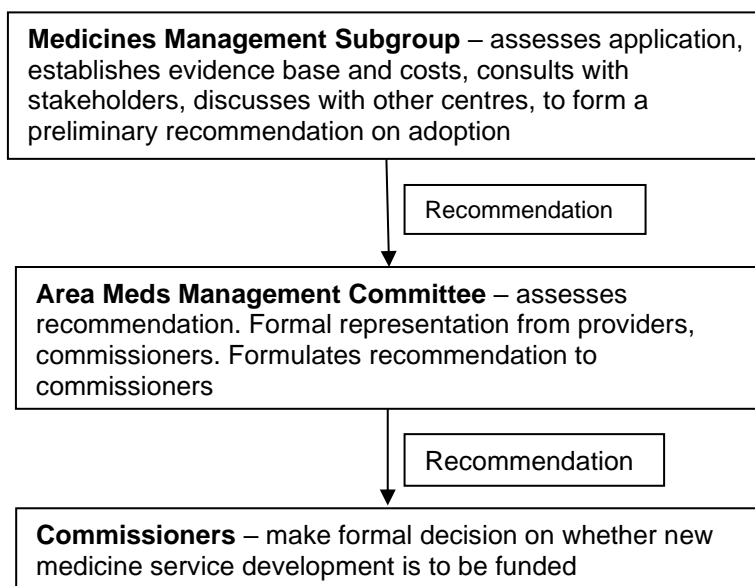 Medicines Management Subgroup – assesses application,
establishes evidence base and costs, consults with
stakeholders, discusses with other centres, to form a
preliminary recommendation on adoption
Recommendation
Area Meds Management Committee – assesses
recommendation. Formal representation from providers,
commissioners. Formulates recommendation to
commissioners
Recommendation
Commissioners – make formal decision on whether new
medicine service development is to be funded